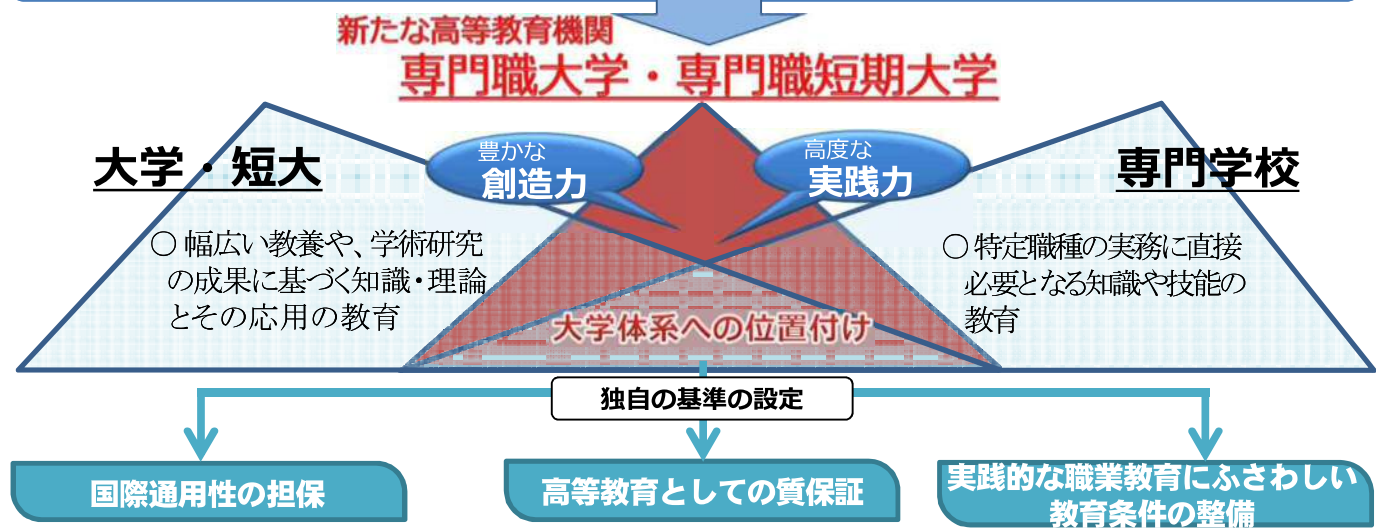 新たな高等教育機関
専門職大学・専門職短期大学
大学・短大
豊かな
創造力
高度な
実践力
専門学校
○ 幅広い教養や、学術研究
の成果に基づく知識・理論
とその応用の教育
○ 特定職種の実務に直接
必要となる知識や技能の
教育
大学体系への位置付け
独自の基準の設定
国際通用性の担保
高等教育としての質保証
実践的な職業教育にふさわしい
教育条件の整備